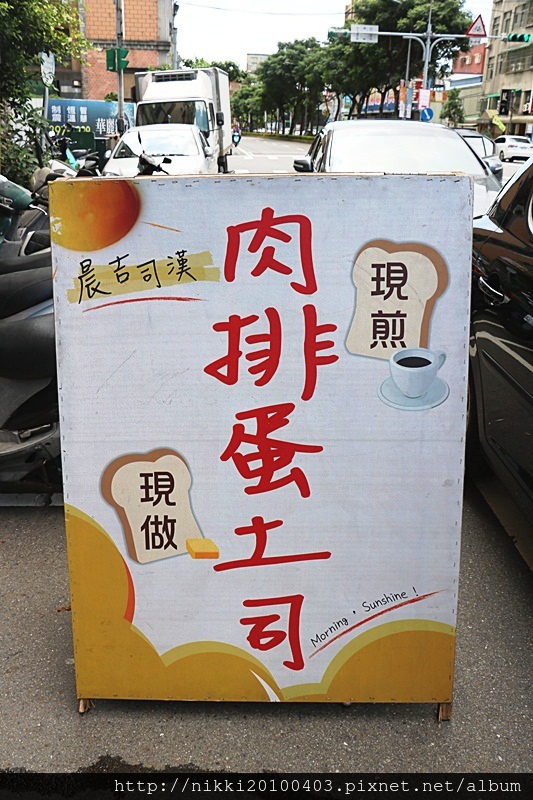 晨吉司漢
肉排蛋土司
現煎
現做
Morning, Sunshine!
http://nikki20100403.pixnet.net/album